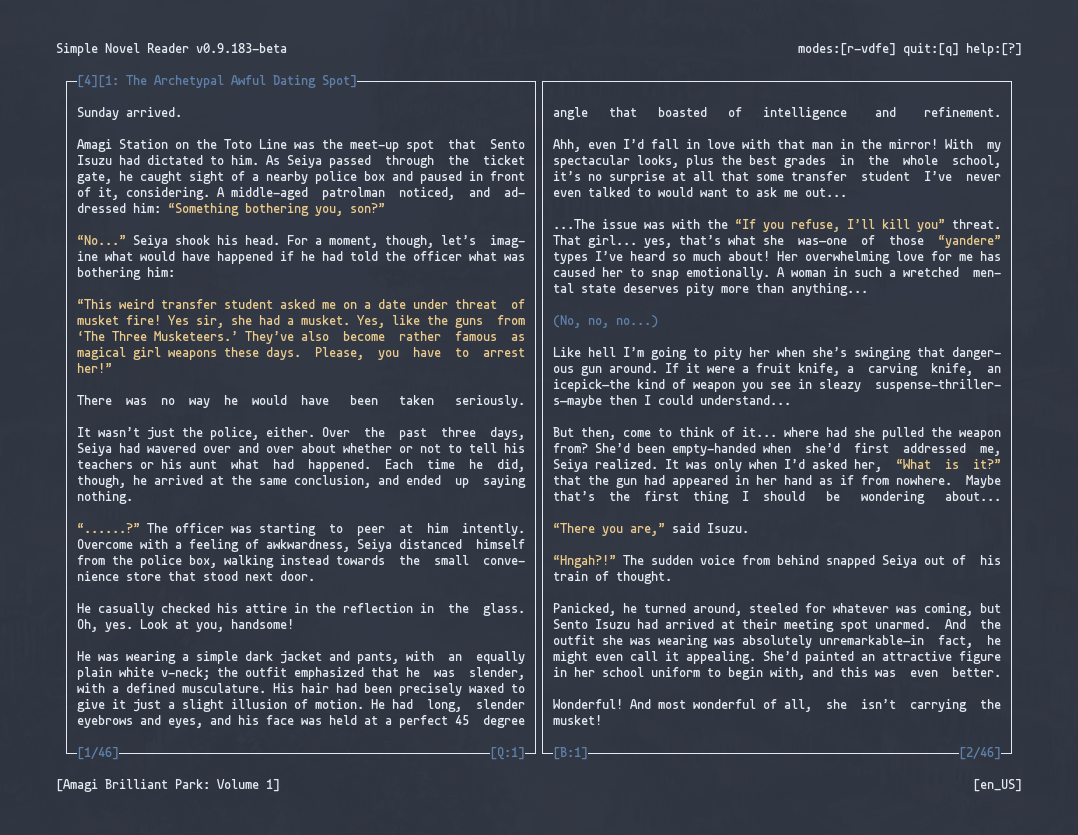 Simple Novel Reader v0.9.183-beta
modes:[r-vdfe] quit:[q] help:[?]
[4][1: The Archetypal Awful Dating Spot]
Sunday arrived.
Amagi Station on the Toto Line was the meet-up spot that Sento
Isuzu had dictated to him. As Seiya passed through the ticket
gate, he caught sight of a nearby police box and paused in front
of it, considering. A middle-aged patrolman noticed, and ad-
dressed him: “Something bothering you, son?”
“No...” Seiya shook his head. For a moment, though, let’s imag-
ine what would have happened if he had told the officer what was
bothering him:
“This weird transfer student asked me on a date under threat of
musket fire! Yes sir, she had a musket. Yes, like the guns from
‘The Three Musketeers.’ They’ve also become rather famous as
magical girl weapons these days. Please, you have to arrest
her!”
There was no way he would have been taken seriously.
It wasn’t just the police, either. Over the past three days,
Seiya had wavered over and over about whether or not to tell his
teachers or his aunt what had happened. Each time he did,
though, he arrived at the same conclusion, and ended up saying
nothing.
“......?” The officer was starting to peer at him intently.
Overcome with a feeling of awkwardness, Seiya distanced himself
from the police box, walking instead towards the small conve-
nience store that stood next door.
He casually checked his attire in the reflection in the glass.
Oh, yes. Look at you, handsome!
He was wearing a simple dark jacket and pants, with an equally
plain white v-neck; the outfit emphasized that he was slender,
with a defined musculature. His hair had been precisely waxed to
give it just a slight illusion of motion. He had long, slender
eyebrows and eyes, and his face was held at a perfect 45 degree
[1/46]
[Q:1]
angle that boasted of intelligence and refinement.
Ahh, even I’d fall in love with that man in the mirror! With my
spectacular looks, plus the best grades in the whole school,
it’s no surprise at all that some transfer student I’ve never
even talked to would want to ask me out...
...The issue was with the “If you refuse, I’ll kill you” threat.
That girl... yes, that’s what she was—one of those “yandere”
types I’ve heard so much about! Her overwhelming love for me has
caused her to snap emotionally. A woman in such a wretched men-
tal state deserves pity more than anything...
(No, no, no...)
Like hell I’m going to pity her when she’s swinging that danger-
ous gun around. If it were a fruit knife, a carving knife, an
icepick—the kind of weapon you see in sleazy suspense-thriller-
s—maybe then I could understand...
But then, come to think of it... where had she pulled the weapon
from? She’d been empty-handed when she’d first addressed me,
Seiya realized. It was only when I’d asked her, “What is it?”
that the gun had appeared in her hand as if from nowhere. Maybe
that’s the first thing I should be wondering about...
“There you are,” said Isuzu.
“Hngah?!” The sudden voice from behind snapped Seiya out of his
train of thought.
Panicked, he turned around, steeled for whatever was coming, but
Sento Isuzu had arrived at their meeting spot unarmed. And the
outfit she was wearing was absolutely unremarkable—in fact, he
might even call it appealing. She’d painted an attractive figure
in her school uniform to begin with, and this was even better.
Wonderful! And most wonderful of all, she isn’t carrying the
musket!
[B:1]
[2/46]
[Amagi Brilliant Park: Volume 1]
[en_US]